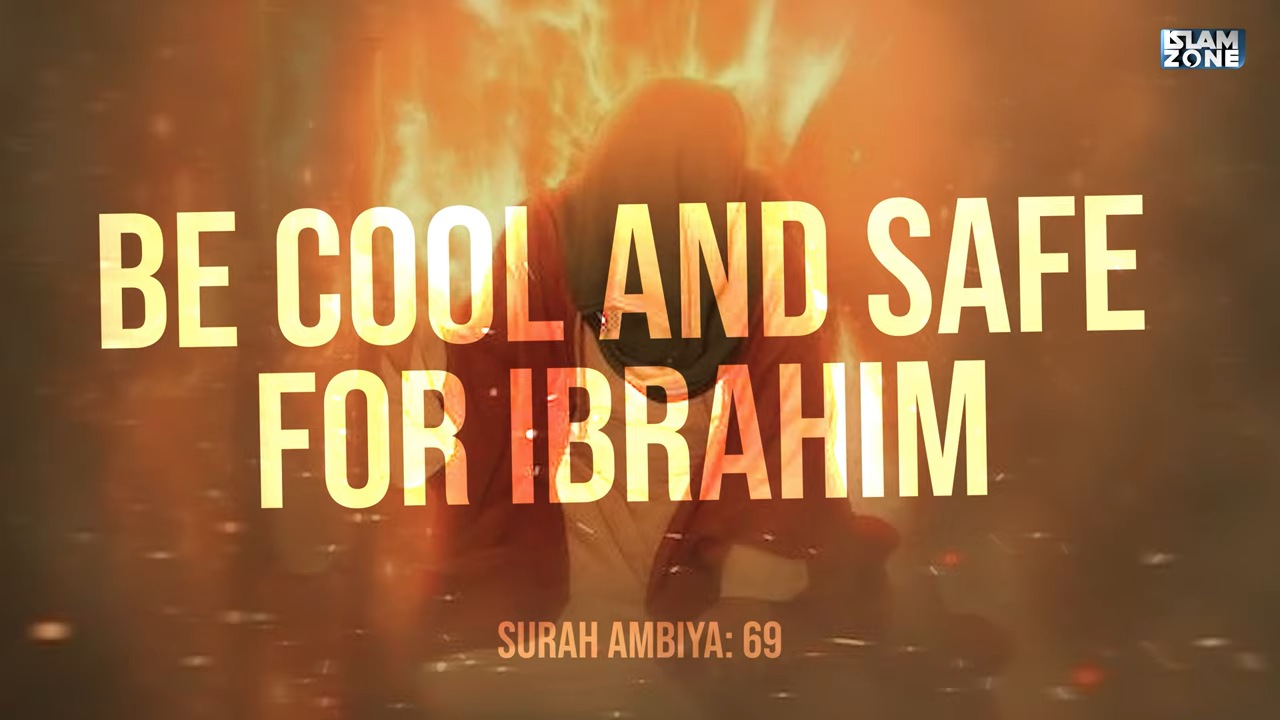 ISLAM
ZONE
BE COOL AND SAFE
FOR IBRAHIM
SURAH AMBIYA: 69